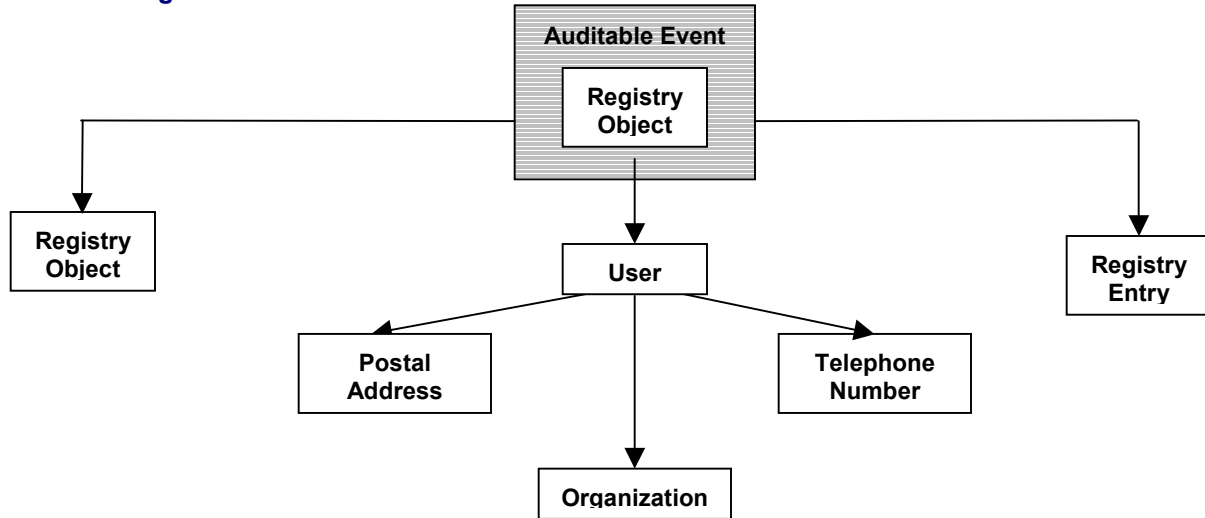 Auditable Event
Registry
Object
Registry
Object
User
Registry
Entry
Postal
Address
Telephone
Number
Organization